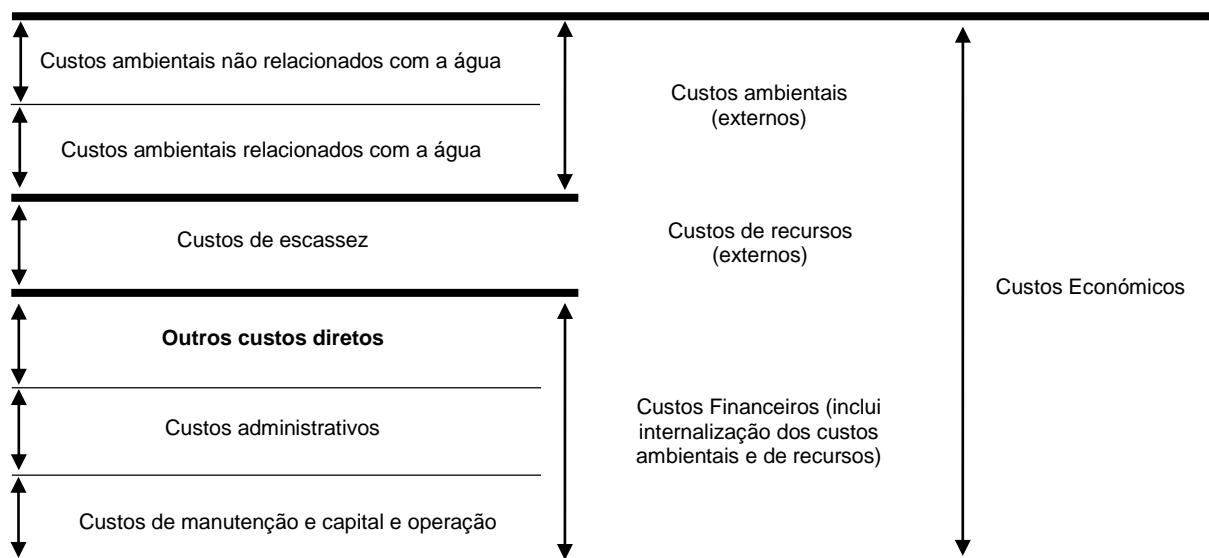 Custos ambientais não relacionados com a água
Custos ambientais relacionados com a água
Custos ambientais
(externos)
Custos de escassez
Custos de recursos
(externos)
Custos Económicos
Outros custos diretos
Custos administrativos
Custos Financeiros (inclui
internalização dos custos
ambientais e de recursos)
Custos de manutenção e capital e operação